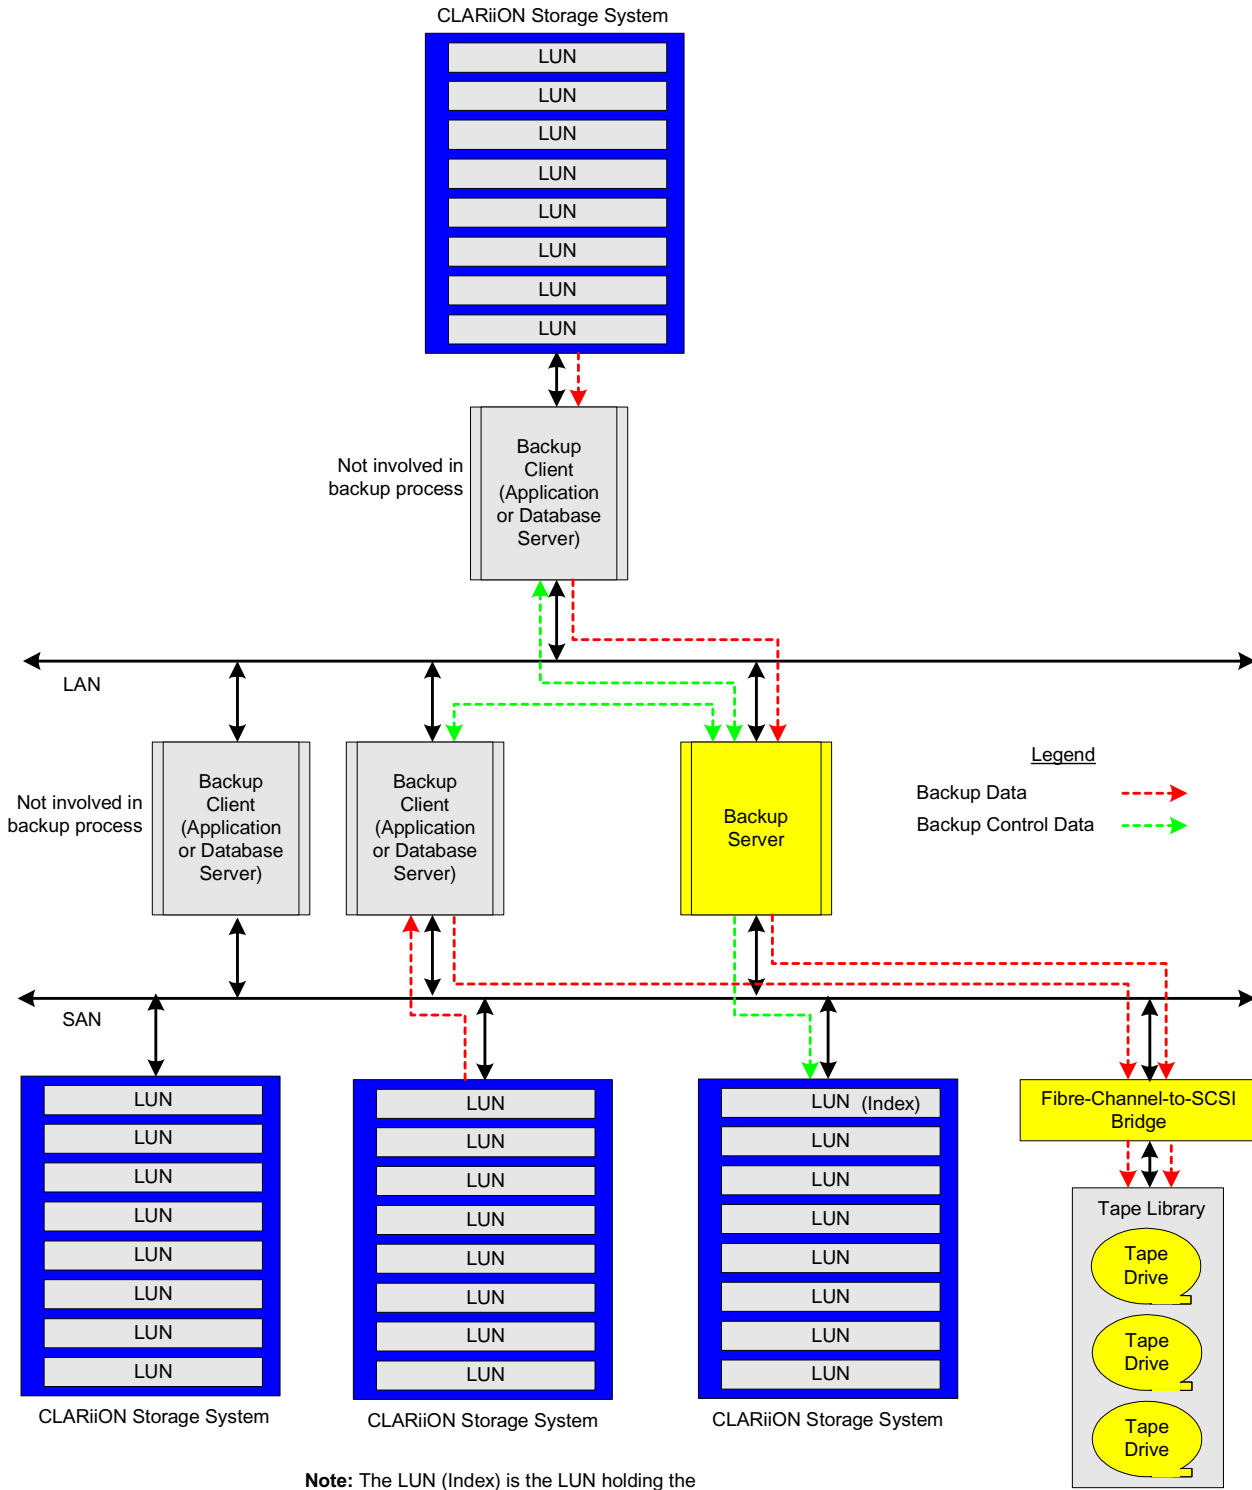 CLARiiON Storage System
LUN
LUN
LUN
LUN
LUN
LUN
LUN
LUN
Not involved in
backup process
Backup
Client
(Application
or Database
Server)
LAN
Not involved in
backup process
Backup
Client
(Application
or Database
Server)
Backup
Client
(Application
or Database
Server)
Backup
Server
Legend
Backup Data
Backup Control Data
SAN
LUN
LUN
LUN
LUN
LUN
LUN
LUN
LUN
CLARiiON Storage System
LUN
LUN
LUN
LUN
LUN
LUN
LUN
LUN
CLARiiON Storage System
LUN (Index)
LUN
LUN
LUN
LUN
LUN
LUN
LUN
CLARiiON Storage System
Fibre-Channel-to-SCSI
Bridge
Tape Library
Tape
Drive
Tape
Drive
Tape
Drive
Note: The LUN (Index) is the LUN holding the